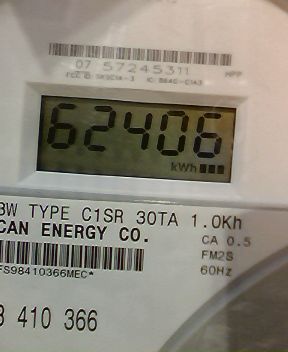 07 57245311
HPP
62406
kWh
3W TYPE C1SR 30TA 1.0Kh
CAN ENERGY CO.
CA 0.5
FM2S
60Hz
FS98410366MEC*
3 410 366